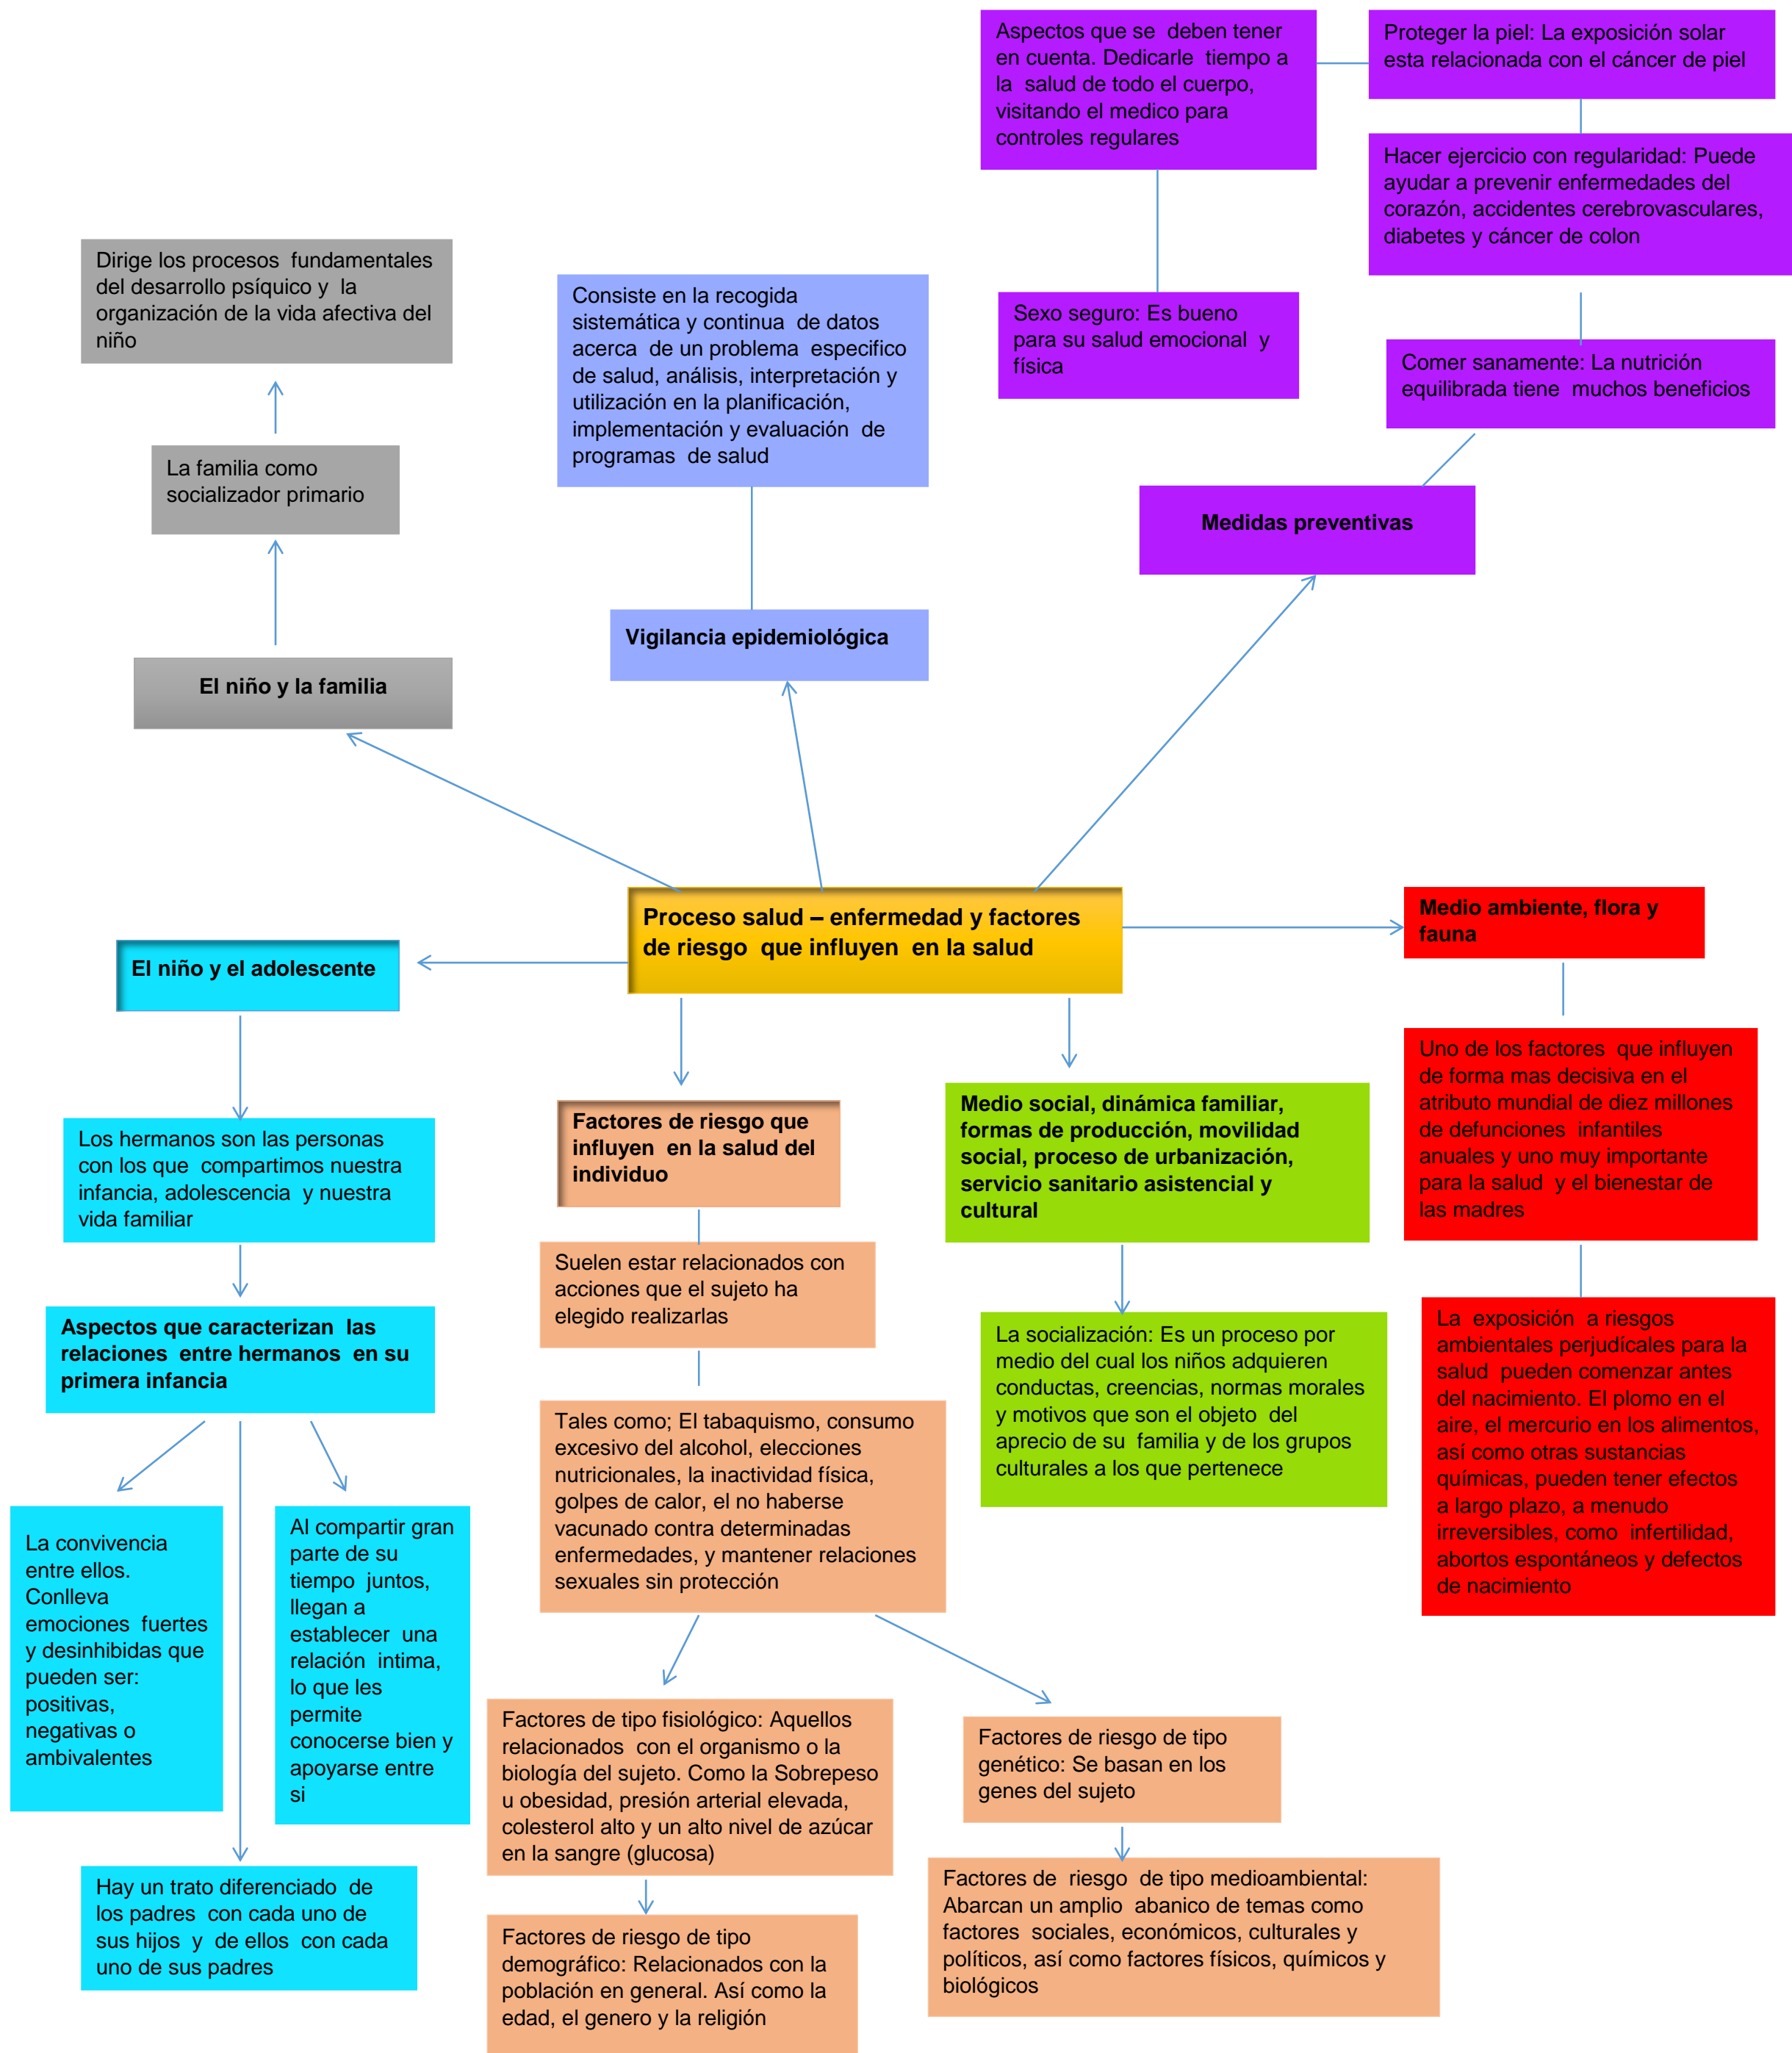 Aspectos que se deben tener
en cuenta. Dedicarle tiempo a
la salud de todo el cuerpo,
visitando el medico para
controles regulares
Proteger la piel: La exposición solar
esta relacionada con el cáncer de piel
Hacer ejercicio con regularidad: Puede
ayudar a prevenir enfermedades del
corazón, accidentes cerebrovasculares,
diabetes y cáncer de colon
Sexo seguro: Es bueno
para su salud emocional y
física
Comer sanamente: La nutrición
equilibrada tiene muchos beneficios
Medidas preventivas
Dirige los procesos fundamentales
del desarrollo psíquico y la
organización de la vida afectiva del
niño
La familia como
socializador primario
El niño y la familia
Consiste en la recogida
sistemática y continua de datos
acerca de un problema especifico
de salud, análisis, interpretación y
utilización en la planificación,
implementación y evaluación de
programas de salud
Vigilancia epidemiológica
Proceso salud – enfermedad y factores
de riesgo que influyen en la salud
Medio ambiente, flora y
fauna
Uno de los factores que influyen
de forma mas decisiva en el
atributo mundial de diez millones
de defunciones infantiles
anuales y uno muy importante
para la salud y el bienestar de
las madres
La exposición a riesgos
ambientales perjudícales para la
salud pueden comenzar antes
del nacimiento. El plomo en el
aire, el mercurio en los alimentos,
así como otras sustancias
químicas, pueden tener efectos
a largo plazo, a menudo
irreversibles, como infertilidad,
abortos espontáneos y defectos
de nacimiento
El niño y el adolescente
Los hermanos son las personas
con los que compartimos nuestra
infancia, adolescencia y nuestra
vida familiar
Aspectos que caracterizan las
relaciones entre hermanos en su
primera infancia
La convivencia
entre ellos.
Conlleva
emociones fuertes
y desinhibidas que
pueden ser:
positivas,
negativas o
ambivalentes
Al compartir gran
parte de su
tiempo juntos,
llegan a
establecer una
relación intima,
lo que les
permite
conocerse bien y
apoyarse entre
si
Hay un trato diferenciado de
los padres con cada uno de
sus hijos y de ellos con cada
uno de sus padres
Factores de riesgo que
influyen en la salud del
individuo
Suelen estar relacionados con
acciones que el sujeto ha
elegido realizarlas
Tales como; El tabaquismo, consumo
excesivo del alcohol, elecciones
nutricionales, la inactividad física,
golpes de calor, el no haberse
vacunado contra determinadas
enfermedades, y mantener relaciones
sexuales sin protección
Factores de tipo fisiológico: Aquellos
relacionados con el organismo o la
biología del sujeto. Como la Sobrepeso
u obesidad, presión arterial elevada,
colesterol alto y un alto nivel de azúcar
en la sangre (glucosa)
Factores de riesgo de tipo
demográfico: Relacionados con la
población en general. Así como la
edad, el genero y la religión
Factores de riesgo de tipo
genético: Se basan en los
genes del sujeto
Factores de riesgo de tipo medioambiental:
Abarcan un amplio abanico de temas como
factores sociales, económicos, culturales y
políticos, así como factores físicos, químicos y
biológicos
Medio social, dinámica familiar,
formas de producción, movilidad
social, proceso de urbanización,
servicio sanitario asistencial y
cultural
La socialización: Es un proceso por
medio del cual los niños adquieren
conductas, creencias, normas morales
y motivos que son el objeto del
aprecio de su familia y de los grupos
culturales a los que pertenece